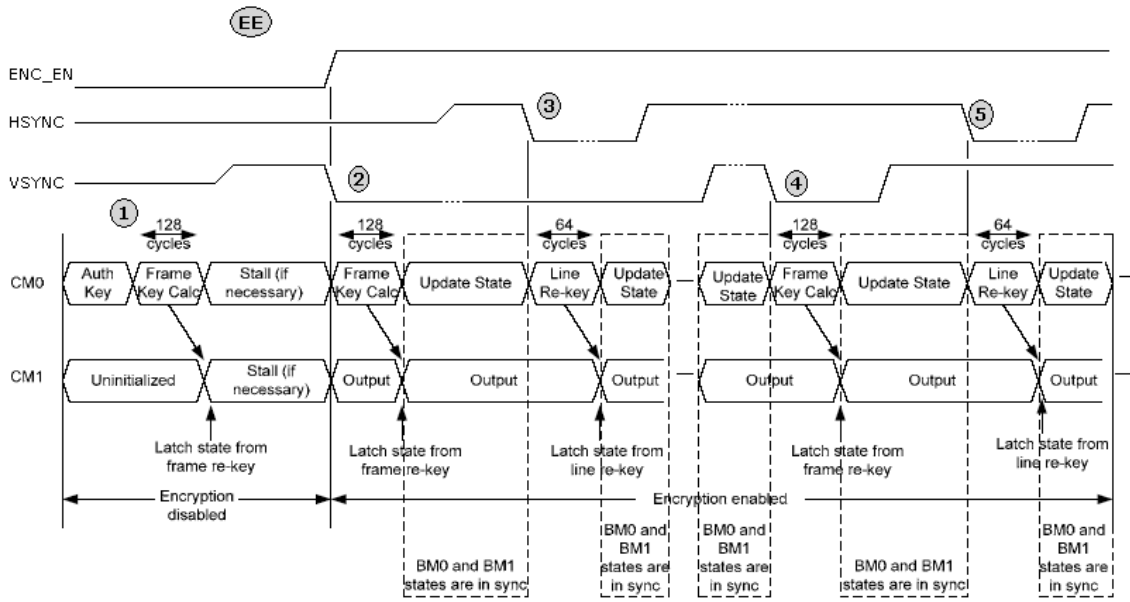 EE
ENC_EN
HSYNC
3
5
VSYNC
2
4
1
128
cycles
128
cycles
64
cycles
128
cycles
64
cycles
CM0
Auth
Key
Frame
Key Calc
Stall (if
necessary)
Frame
Key Calc
Update State
Line
Re-key
Update
State
Update
State
Frame
Key Calc
Update State
Line
Re-key
Update
State
CM1
Uninitialized
Stall (if
necessary)
Output
Output
Output
Output
Output
Output
Latch state from
frame re-key
Latch state from
frame re-key
Latch state from
line re-key
Latch state from
frame re-key
Latch state from
line re-key
Encryption
disabled
Encryption enabled
BM0 and BM1
states are in sync
BM0 and
BM1
states are
in sync
BM0 and
BM1
states are
in sync
BM0 and BM1
states are in sync
BM0 and
BM1
states are
in sync